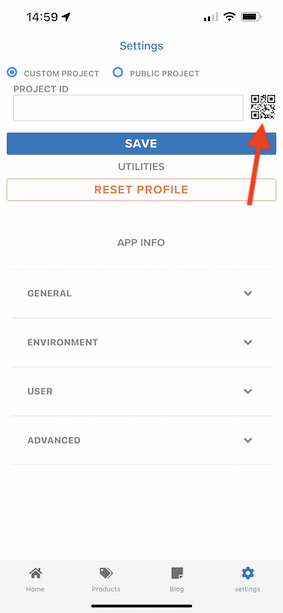 14:59
Settings
CUSTOM PROJECT PUBLIC PROJECT
PROJECT ID
SAVE
UTILITIES
RESET PROFILE
APP INFO
GENERAL
ENVIRONMENT
USER
ADVANCED
Home Products Blog settings